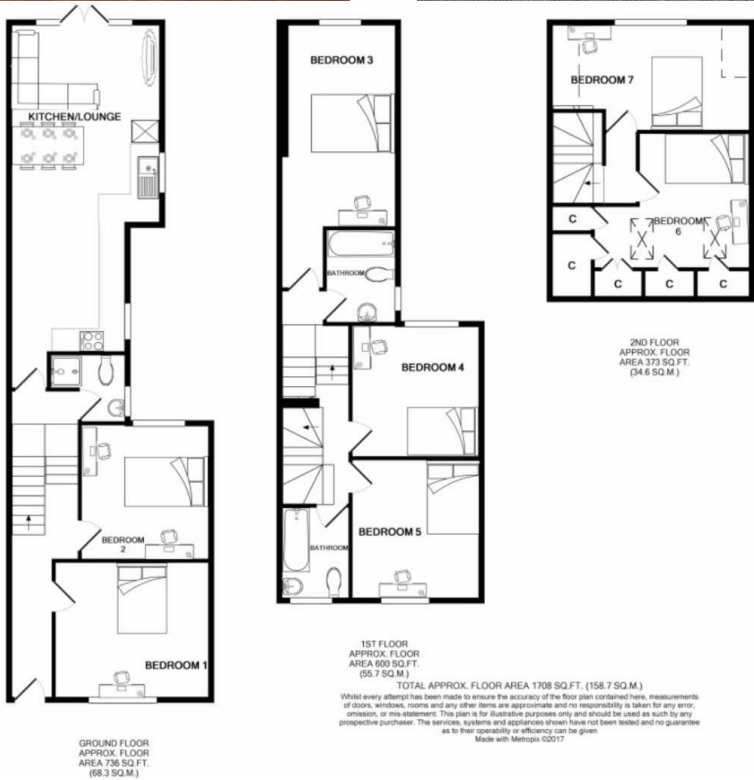 KITCHEN/LOUNGE
BEDROOM
2
BEDROOM 1
GROUND FLOOR
APPROX. FLOOR
AREA 736 SQ.FT.
(68.3 SQ.M.)
BEDROOM 3
BATHROOM
BEDROOM 4
BEDROOM 5
BATHROOM
1ST FLOOR
APPROX. FLOOR
AREA 600 SQ.FT.
(55.7 SQ.M.)
BEDROOM 7
BEDROOM
6
C
C
C
C
C
2ND FLOOR
APPROX. FLOOR
AREA 373 SQ.FT.
(34.6 SQ.M.)
TOTAL APPROX. FLOOR AREA 1708 SQ.FT. (158.7 SQ.M.)
Whilst every attempt has been made to ensure the accuracy of the floor plan contained here, measurements
of doors, windows, rooms and any other items are approximate and no responsibility is taken for any error,
omission, or mis-statement. This plan is for illustrative purposes only and should be used as such by any
prospective purchaser. The services, systems and appliances shown have not been tested and no guarantee
as to their operability or efficiency can be given
Made with Metropix ©2017